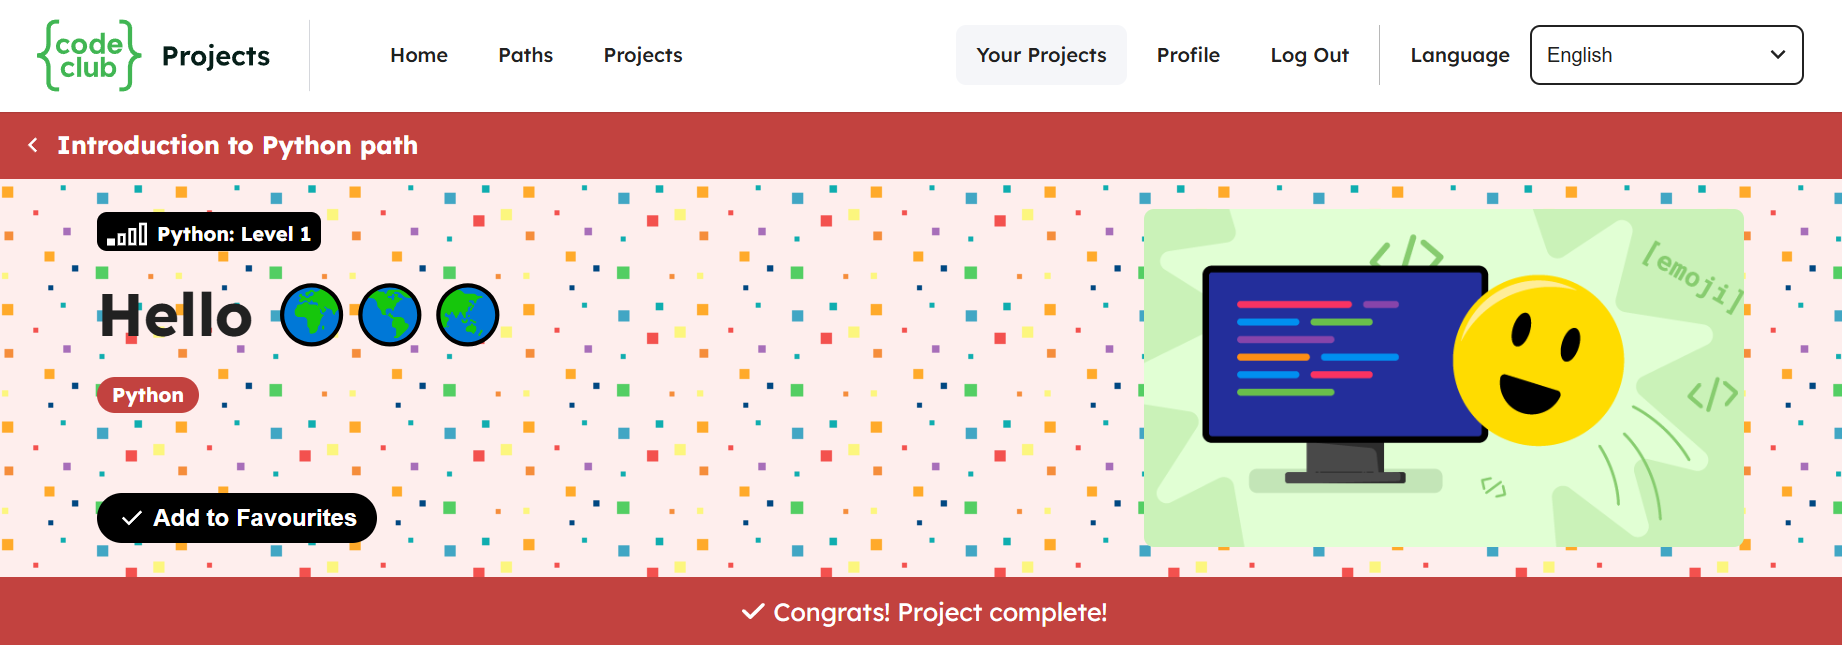 {code club} Projects
Home Paths Projects Your Projects Profile Log Out Language English
Introduction to Python path
Python: Level 1
Hello 🌍🌎🌏
Python
Add to Favourites
</>
[emoji]
</>
</>
Congrats! Project complete!